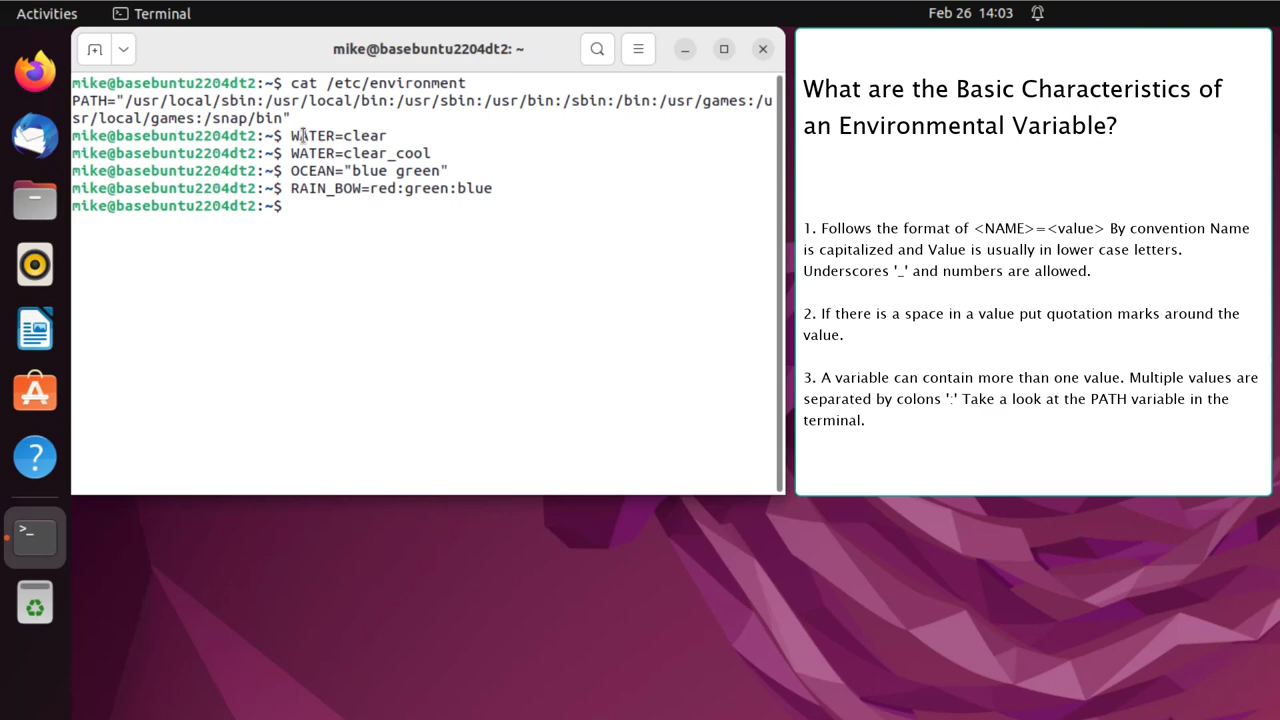 Activities
Terminal
Feb 26 14:03
mike@basebuntu2204dt2: ~
mike@basebuntu2204dt2:~$ cat /etc/environment
PATH="/usr/local/sbin:/usr/local/bin:/usr/sbin:/usr/bin:/sbin:/bin:/usr/games:/u
sr/local/games:/snap/bin"
mike@basebuntu2204dt2:~$ WATER=clear
mike@basebuntu2204dt2:~$ WATER=clear_cool
mike@basebuntu2204dt2:~$ OCEAN="blue green"
mike@basebuntu2204dt2:~$ RAIN_BOW=red:green:blue
mike@basebuntu2204dt2:~$
What are the Basic Characteristics of
an Environmental Variable?
1. Follows the format of <NAME>=<value> By convention Name
is capitalized and Value is usually in lower case letters.
Underscores '_' and numbers are allowed.
2. If there is a space in a value put quotation marks around the
value.
3. A variable can contain more than one value. Multiple values are
separated by colons ':' Take a look at the PATH variable in the
terminal.